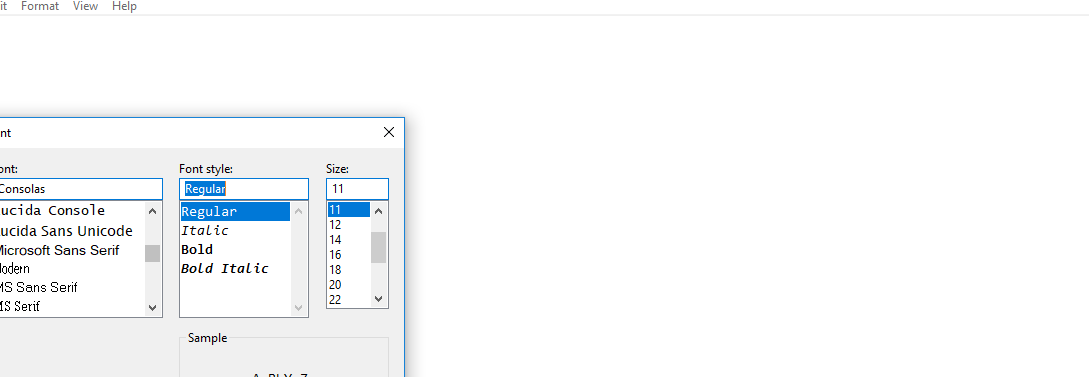 it Format View Help
nt
ont: Font style: Size:
Consolas Regular 11
ucida Console Regular 11
ucida Sans Unicode Italic 12
Microsoft Sans Serif Bold 14
Modern Bold Italic 16
MS Sans Serif 18
MS Serif 20
22
Sample